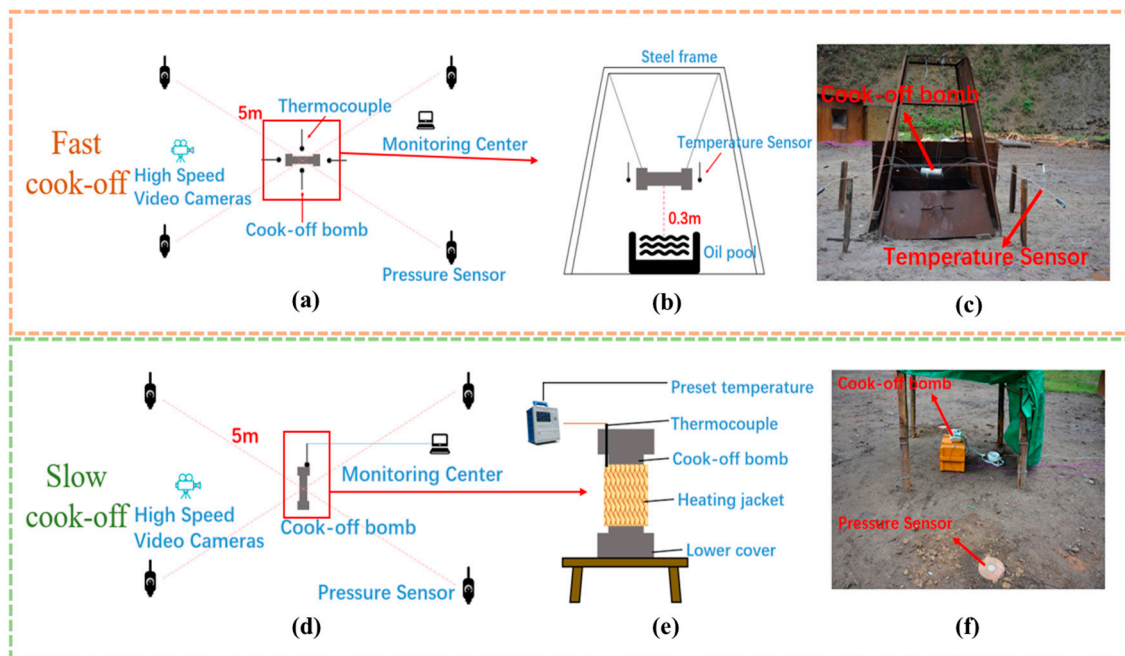 Fast
cook-off
5m
Thermocouple
Monitoring Center
High Speed
Video Cameras
Cook-off bomb
Pressure Sensor
(a)
Steel frame
Temperature Sensor
0.3m
Oil pool
(b)
Cook-off bomb
Temperature Sensor
(c)
Slow
cook-off
5m
Monitoring Center
High Speed
Video Cameras
Cook-off bomb
Pressure Sensor
(d)
Preset temperature
Thermocouple
Cook-off bomb
Heating jacket
Lower cover
(e)
Cook-off bomb
Pressure Sensor
(f)